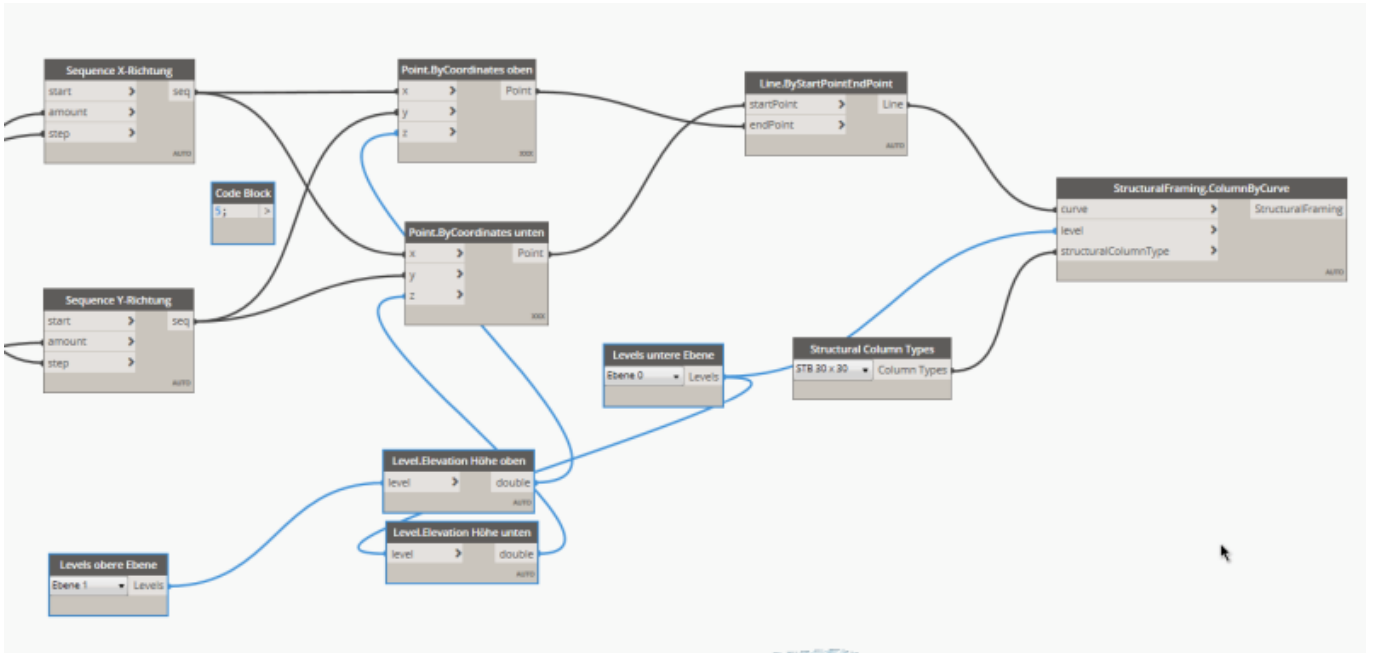 Sequence X-Richtung
start > seq
amount >
step >
AUTO
Point.ByCoordinates oben
x > Point
y >
z >
XXX
Line.ByStartPointEndPoint
startPoint > Line
endPoint >
AUTO
Code Block
5; >
StructuralFraming.ColumnByCurve
curve > StructuralFraming
level >
structuralColumnType >
AUTO
Point.ByCoordinates unten
x > Point
y >
z >
XXX
Sequence Y-Richtung
start > seq
amount >
step >
AUTO
Levels untere Ebene
Ebene 0 Levels
Structural Column Types
STB 30 x 30 Column Types
Level.Elevation Höhe oben
level > double
AUTO
Level.Elevation Höhe unten
level > double
AUTO
Levels obere Ebene
Ebene 1 Levels